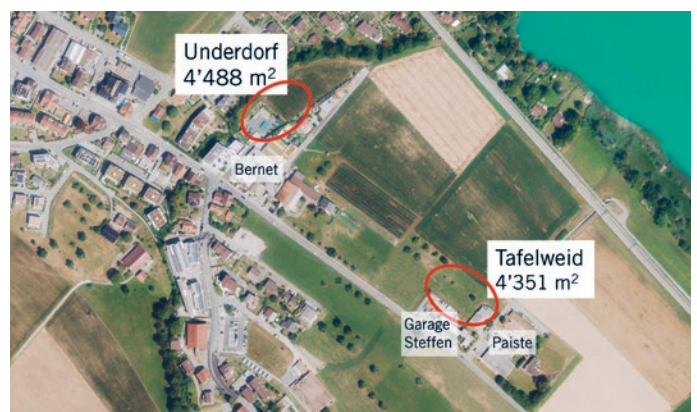 Underdorf
4'488 m²
Bernet
Tafelweid
4'351 m²
Garage
Steffen
Paiste